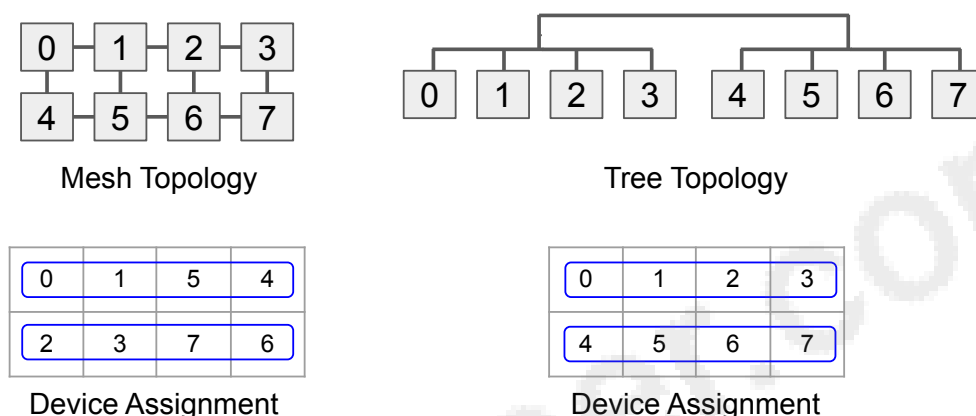 0 1 2 3
4 5 6 7
Mesh Topology
0 1 2 3 4 5 6 7
Tree Topology
0 1 5 4
2 3 7 6
Device Assignment
0 1 2 3
4 5 6 7
Device Assignment